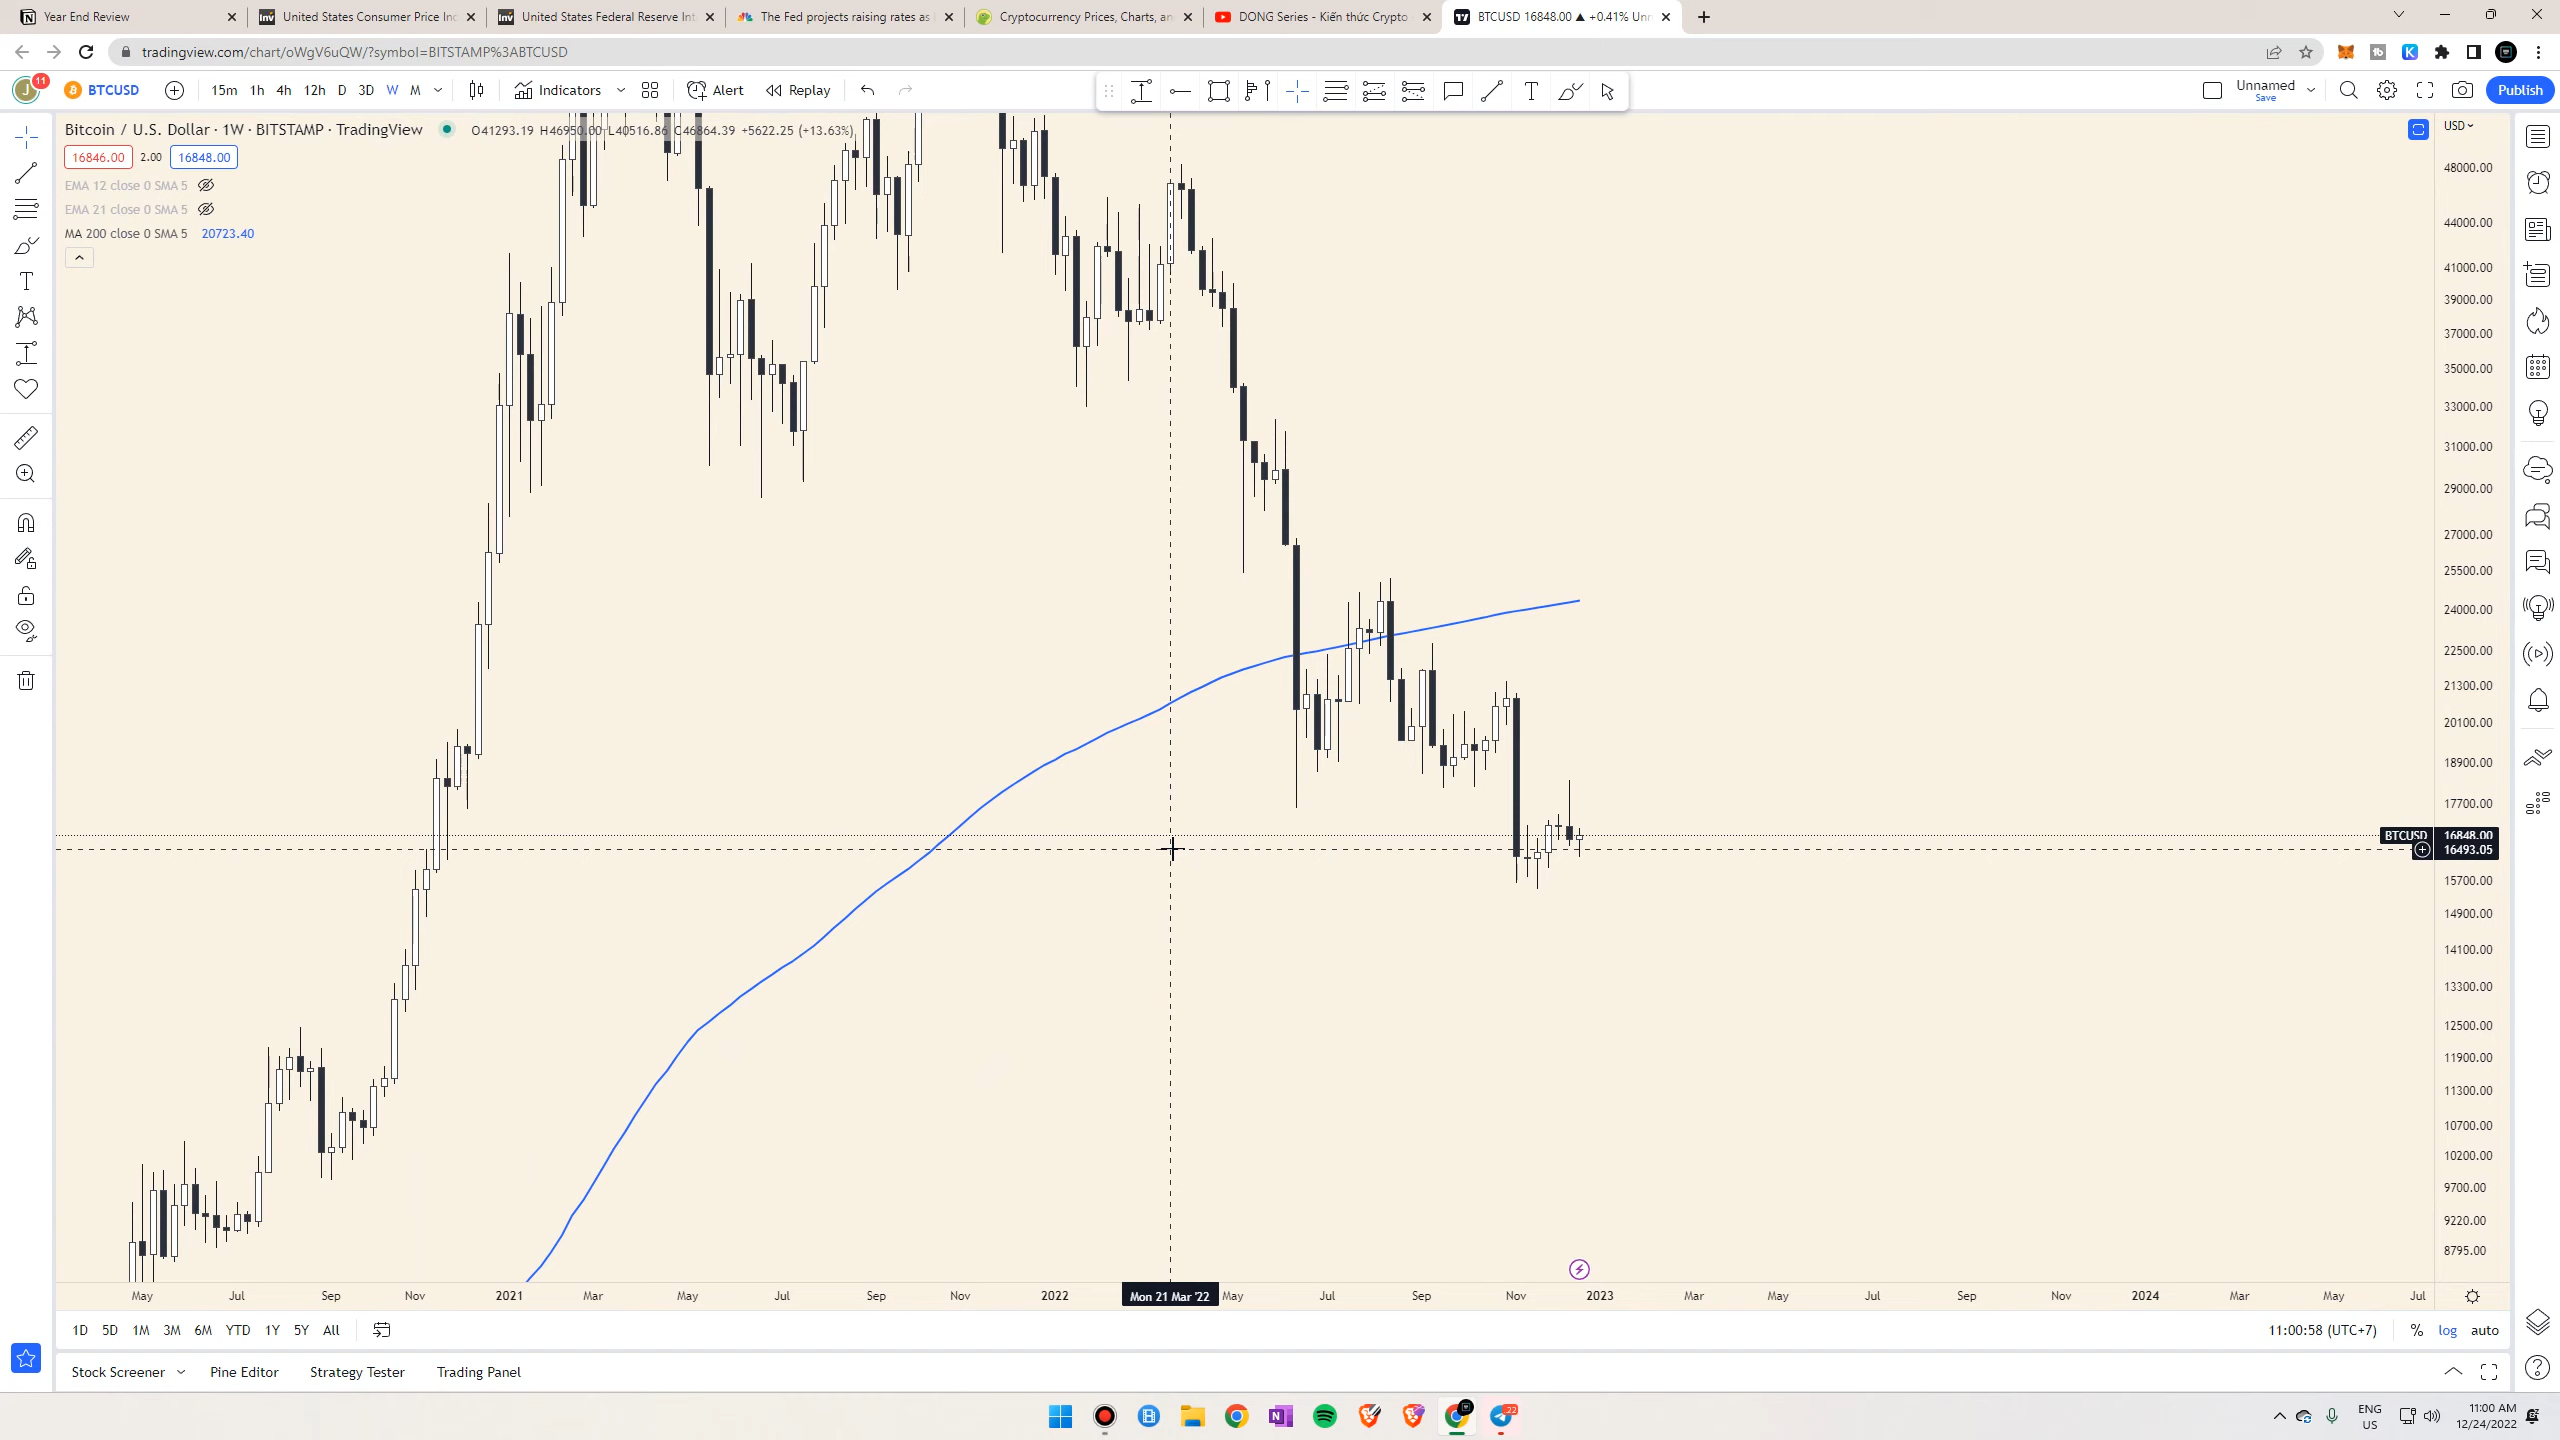 Year End Review
United States Consumer Price Inc
United States Federal Reserve Int
The Fed projects raising rates as
Cryptocurrency Prices, Charts, an
DONG Series - Kiến thức Crypto
BTCUSD 16848.00 ▲ +0.41% Unn
tradingview.com/chart/oWgV6uQW/?symbol=BITSTAMP%3ABTCUSD
J 11 BTCUSD 15m 1h 4h 12h D 3D W M Indicators Alert Replay Unnamed Save Publish
Bitcoin / U.S. Dollar · 1W · BITSTAMP · TradingView O41293.19 H46950.00 L40516.86 C46864.39 +5622.25 (+13.63%) USD
16846.00 2.00 16848.00
EMA 12 close 0 SMA 5
EMA 21 close 0 SMA 5
MA 200 close 0 SMA 5 20723.40
48000.00
44000.00
41000.00
39000.00
37000.00
35000.00
33000.00
31000.00
29000.00
27000.00
25500.00
24000.00
22500.00
21300.00
20100.00
18900.00
17700.00
BTCUSD 16848.00
16493.05
15700.00
14900.00
14100.00
13300.00
12500.00
11900.00
11300.00
10700.00
10200.00
9700.00
9220.00
8795.00
May Jul Sep Nov 2021 Mar May Jul Sep Nov 2022 Mon 21 Mar '22 May Jul Sep Nov 2023 Mar May Jul Sep Nov 2024 Mar May Jul
1D 5D 1M 3M 6M YTD 1Y 5Y All 11:00:58 (UTC+7) % log auto
Stock Screener Pine Editor Strategy Tester Trading Panel
22
ENG
US
11:00 AM
12/24/2022